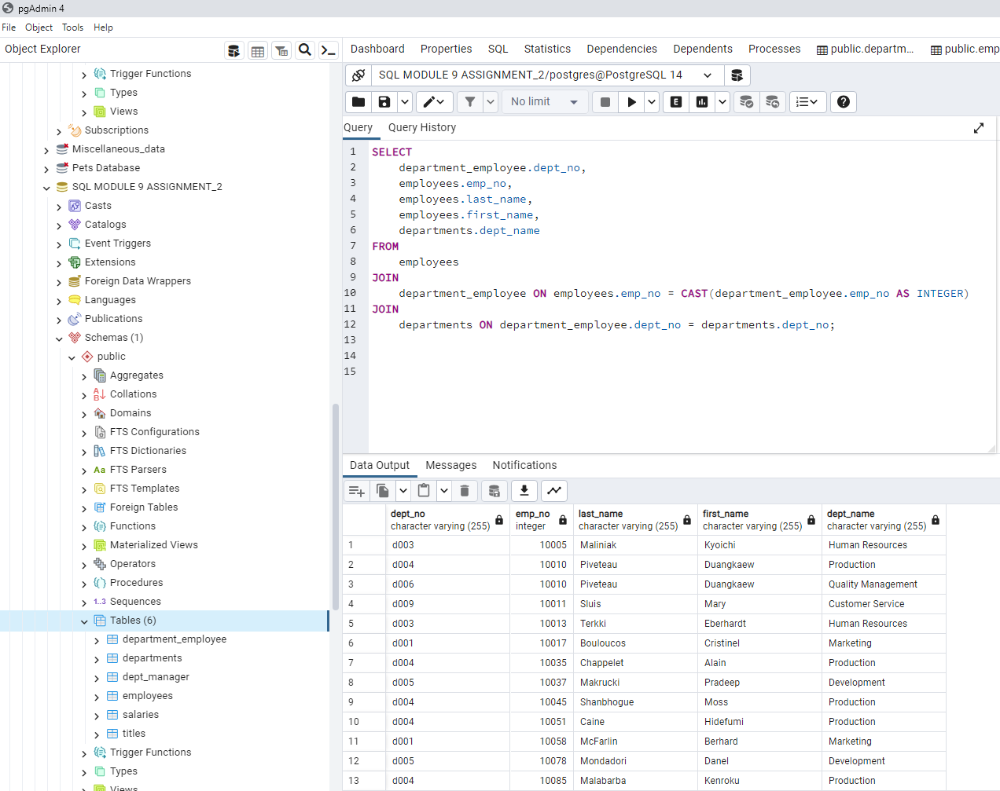 pgAdmin 4
File Object Tools Help
Object Explorer
Dashboard Properties SQL Statistics Dependencies Dependents Processes public.departm... public.emp
Trigger Functions
Types
Views
Subscriptions
Miscellaneous_data
Pets Database
SQL MODULE 9 ASSIGNMENT_2
Casts
Catalogs
Event Triggers
Extensions
Foreign Data Wrappers
Languages
Publications
Schemas (1)
public
Aggregates
Collations
Domains
FTS Configurations
FTS Dictionaries
Aa FTS Parsers
FTS Templates
Foreign Tables
Functions
Materialized Views
Operators
Procedures
1..3 Sequences
Tables (6)
department_employee
departments
dept_manager
employees
salaries
titles
Trigger Functions
Types
Views
SQL MODULE 9 ASSIGNMENT_2/postgres@PostgreSQL 14
No limit
E
Query Query History
1 SELECT
2 department_employee.dept_no,
3 employees.emp_no,
4 employees.last_name,
5 employees.first_name,
6 departments.dept_name
7 FROM
8 employees
9 JOIN
10 department_employee ON employees.emp_no = CAST(department_employee.emp_no AS INTEGER)
11 JOIN
12 departments ON department_employee.dept_no = departments.dept_no;
13
14
15
Data Output Messages Notifications
dept_no emp_no last_name first_name dept_name
character varying (255) integer character varying (255) character varying (255) character varying (255)
1 d003 10005 Maliniak Kyoichi Human Resources
2 d004 10010 Piveteau Duangkaew Production
3 d006 10010 Piveteau Duangkaew Quality Management
4 d009 10011 Sluis Mary Customer Service
5 d003 10013 Terkki Eberhardt Human Resources
6 d001 10017 Bouloucos Cristinel Marketing
7 d004 10035 Chappelet Alain Production
8 d005 10037 Makrucki Pradeep Development
9 d004 10045 Shanbhogue Moss Production
10 d004 10051 Caine Hidefumi Production
11 d001 10058 McFarlin Berhard Marketing
12 d005 10078 Mondadori Danel Development
13 d004 10085 Malabarba Kenroku Production